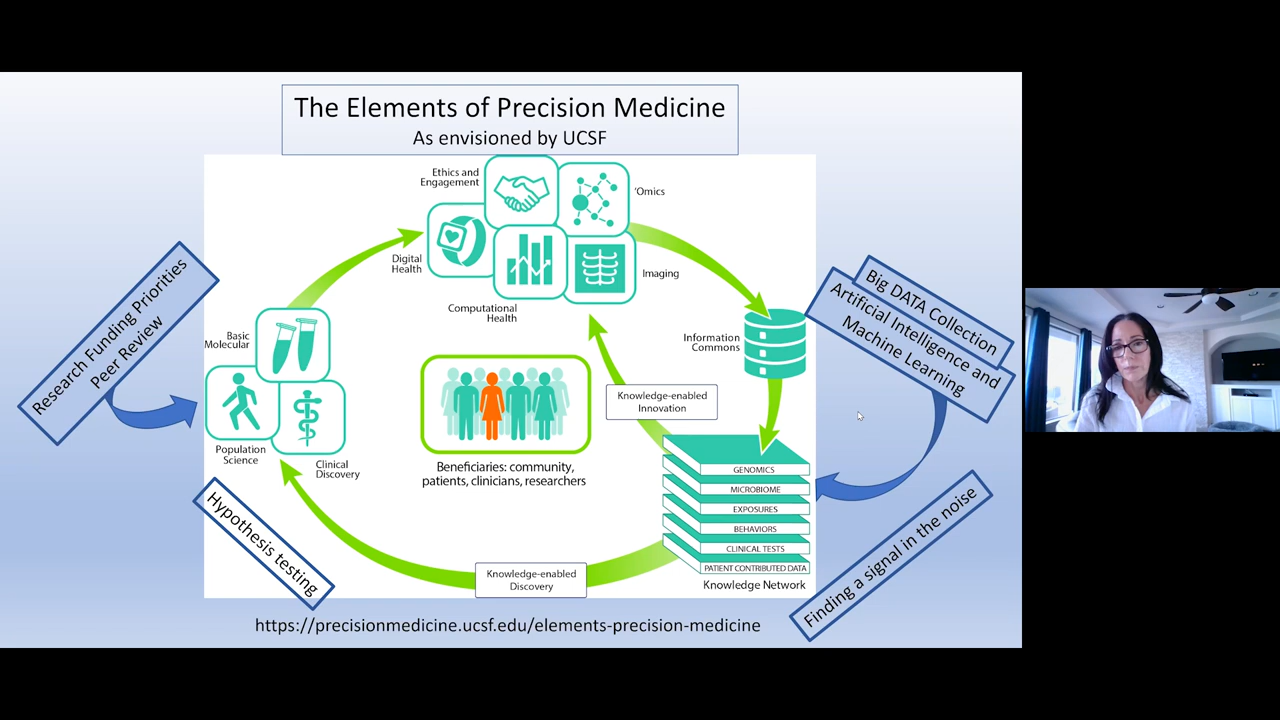 The Elements of Precision Medicine
As envisioned by UCSF
Ethics and
Engagement
'Omics
Digital
Health
Imaging
Computational
Health
Research Funding Priorities
Peer Review
Basic
Molecular
Information
Commons
Big DATA Collection
Artificial Intelligence and
Machine Learning
Knowledge-enabled
Innovation
Population
Science
Clinical
Discovery
Beneficiaries: community,
patients, clinicians, researchers
GENOMICS
MICROBIOME
EXPOSURES
BEHAVIORS
CLINICAL TESTS
PATIENT CONTRIBUTED DATA
Knowledge Network
Hypothesis testing
Knowledge-enabled
Discovery
Finding a signal in the noise
https://precisionmedicine.ucsf.edu/elements-precision-medicine